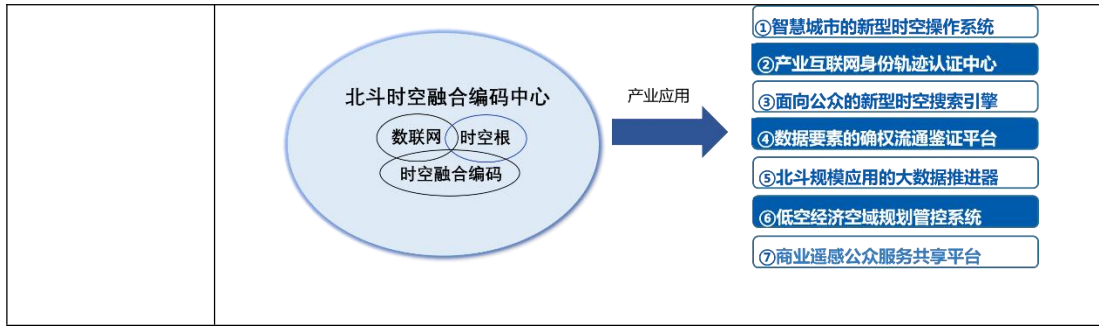 北斗时空融合编码中心
数联网
时空根
时空融合编码
产业应用
①智慧城市的新型时空操作系统
②产业互联网身份轨迹认证中心
③面向公众的新型时空搜索引擎
④数据要素的确权流通鉴证平台
⑤北斗规模应用的大数据推进器
⑥低空经济空域规划管控系统
⑦商业遥感公众服务共享平台